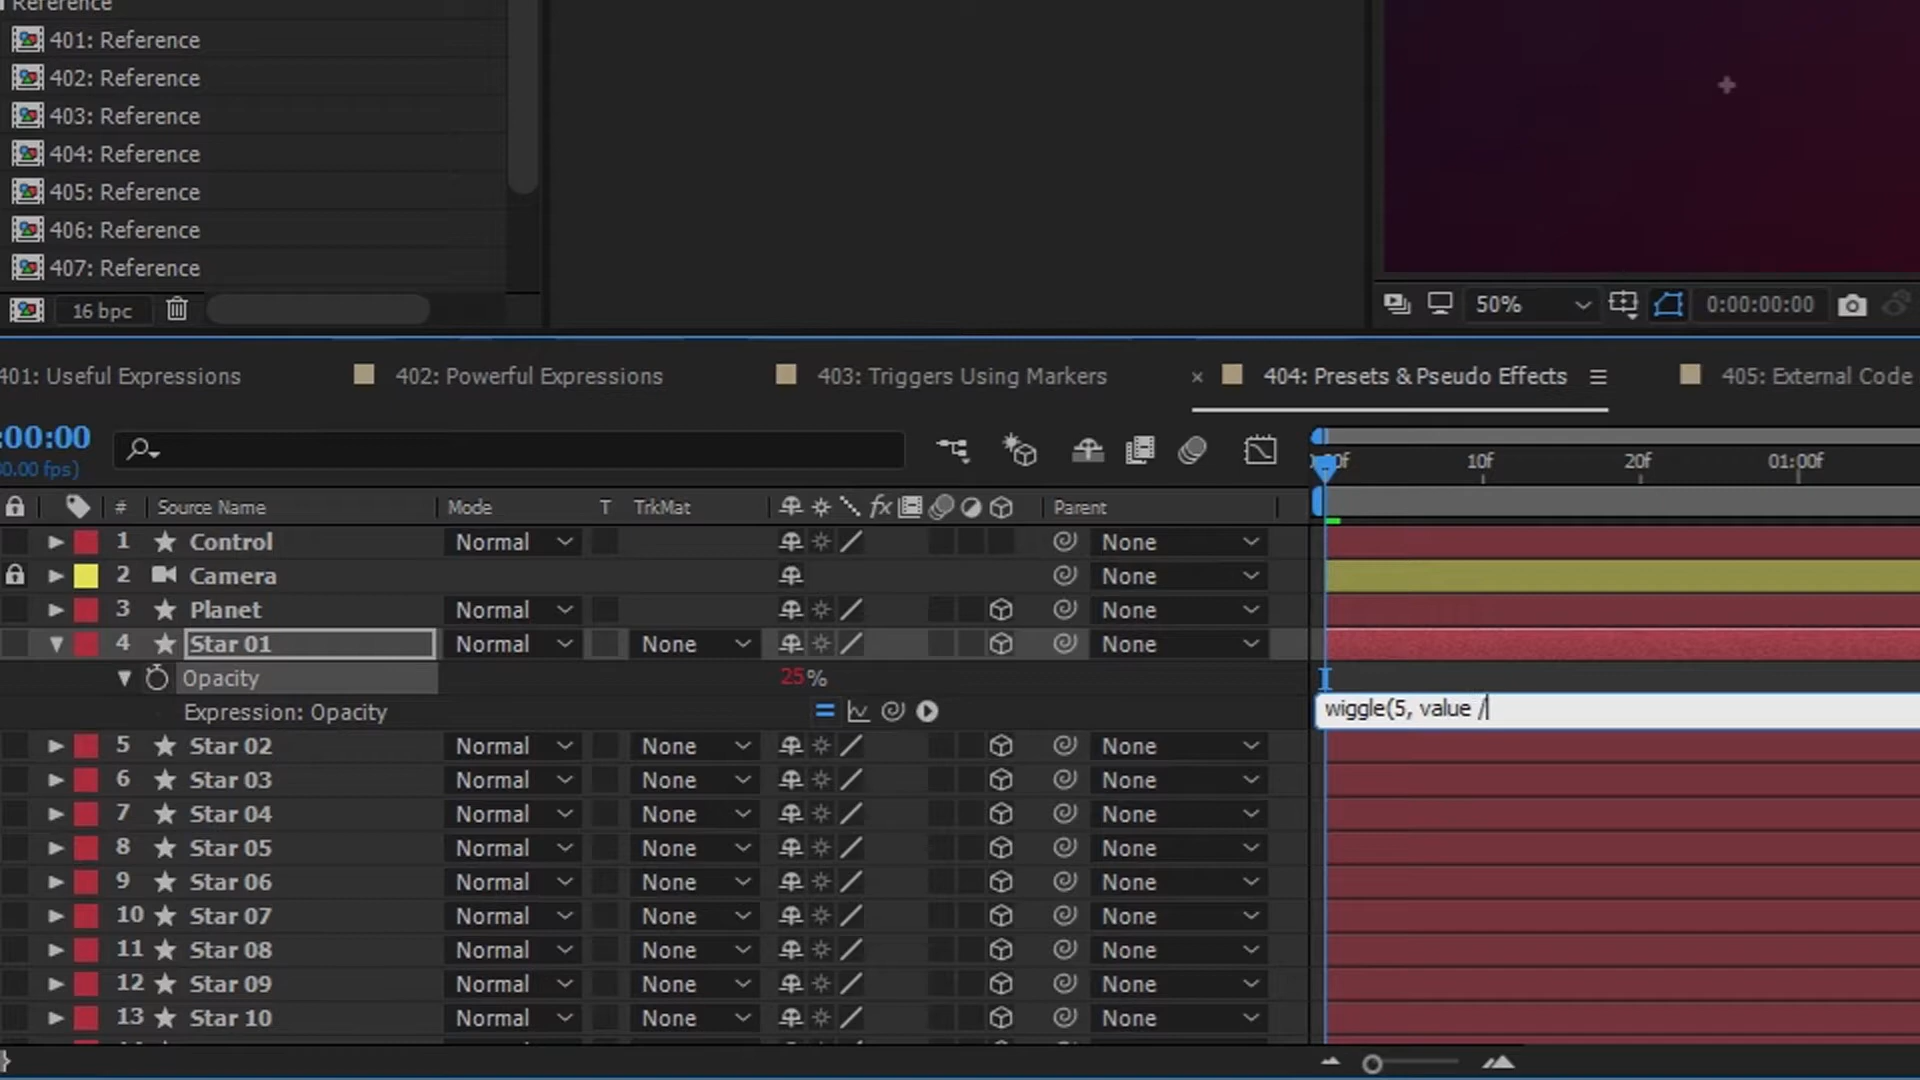 Reference
401: Reference
402: Reference
403: Reference
404: Reference
405: Reference
406: Reference
407: Reference
16 bpc
50%
0:00:00:00
401: Useful Expressions
402: Powerful Expressions
403: Triggers Using Markers
× 404: Presets & Pseudo Effects
405: External Code
:00:00
0.00 fps)
10f
20f
01:00f
# Source Name Mode T TrkMat fx Parent
1 Control Normal None
2 Camera None
3 Planet Normal None
4 Star 01 Normal None None
Opacity 25%
Expression: Opacity
wiggle(5, value /
5 Star 02 Normal None None
6 Star 03 Normal None None
7 Star 04 Normal None None
8 Star 05 Normal None None
9 Star 06 Normal None None
10 Star 07 Normal None None
11 Star 08 Normal None None
12 Star 09 Normal None None
13 Star 10 Normal None None